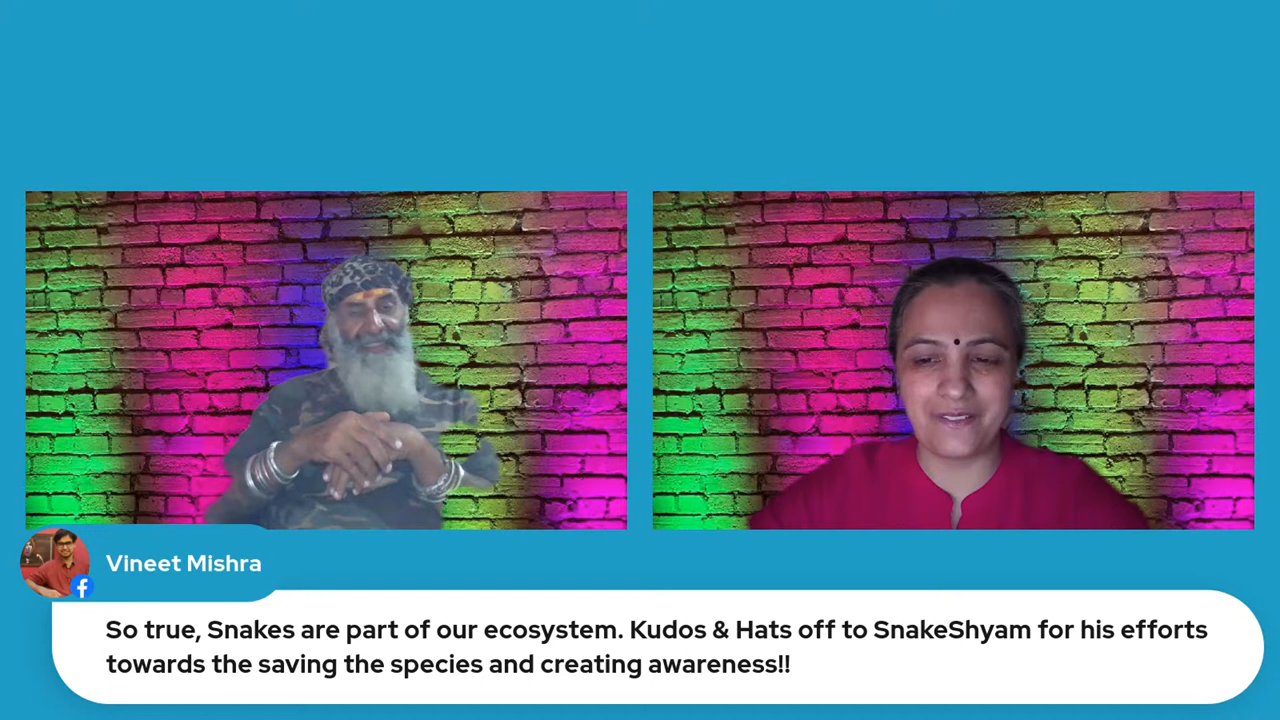 Vineet Mishra
So true, Snakes are part of our ecosystem. Kudos & Hats off to SnakeShyam for his efforts
towards the saving the species and creating awareness!!